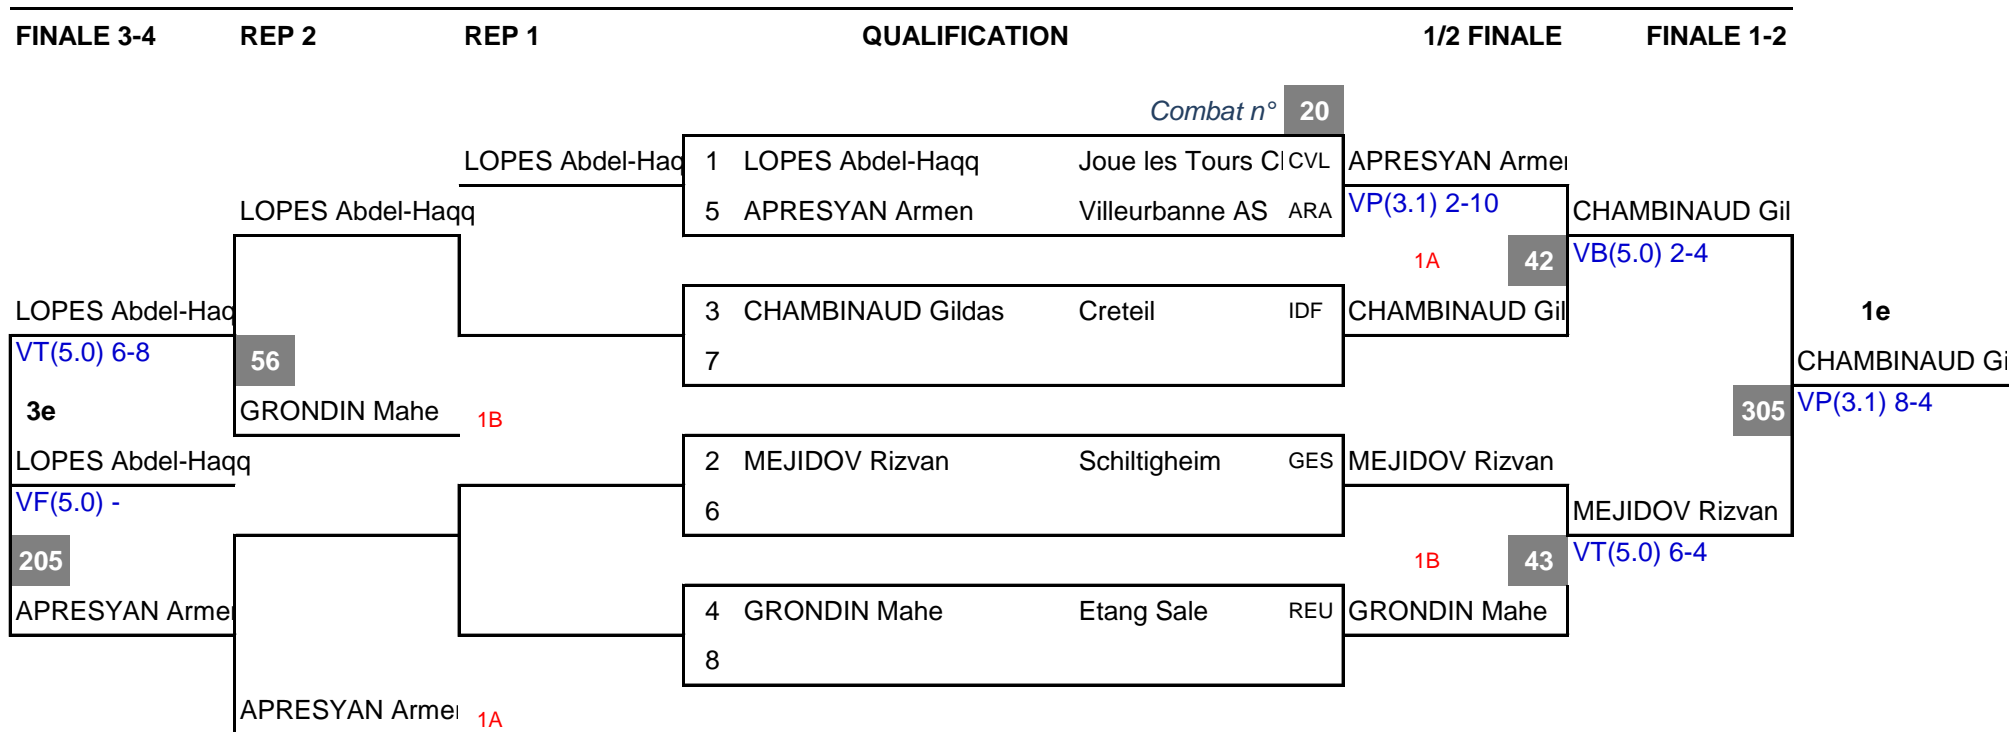 FINALE 3-4 REP 2 REP 1 QUALIFICATION 1/2 FINALE FINALE 1-2
Combat n° 20
LOPES Abdel-Haq 1 LOPES Abdel-Haqq Joue les Tours Cl CVL APRESYAN Armen
LOPES Abdel-Haqq 5 APRESYAN Armen Villeurbanne AS ARA VP(3.1) 2-10 CHAMBINAUD Gil
1A 42 VB(5.0) 2-4
LOPES Abdel-Haq 3 CHAMBINAUD Gildas Creteil IDF CHAMBINAUD Gil 1e
VT(5.0) 6-8 56 7 CHAMBINAUD Gi
3e GRONDIN Mahe 1B 305 VP(3.1) 8-4
LOPES Abdel-Haqq 2 MEJIDOV Rizvan Schiltigheim GES MEJIDOV Rizvan
VF(5.0) - 6 MEJIDOV Rizvan
205 1B 43 VT(5.0) 6-4
APRESYAN Armen 4 GRONDIN Mahe Etang Sale REU GRONDIN Mahe
8
APRESYAN Armen 1A